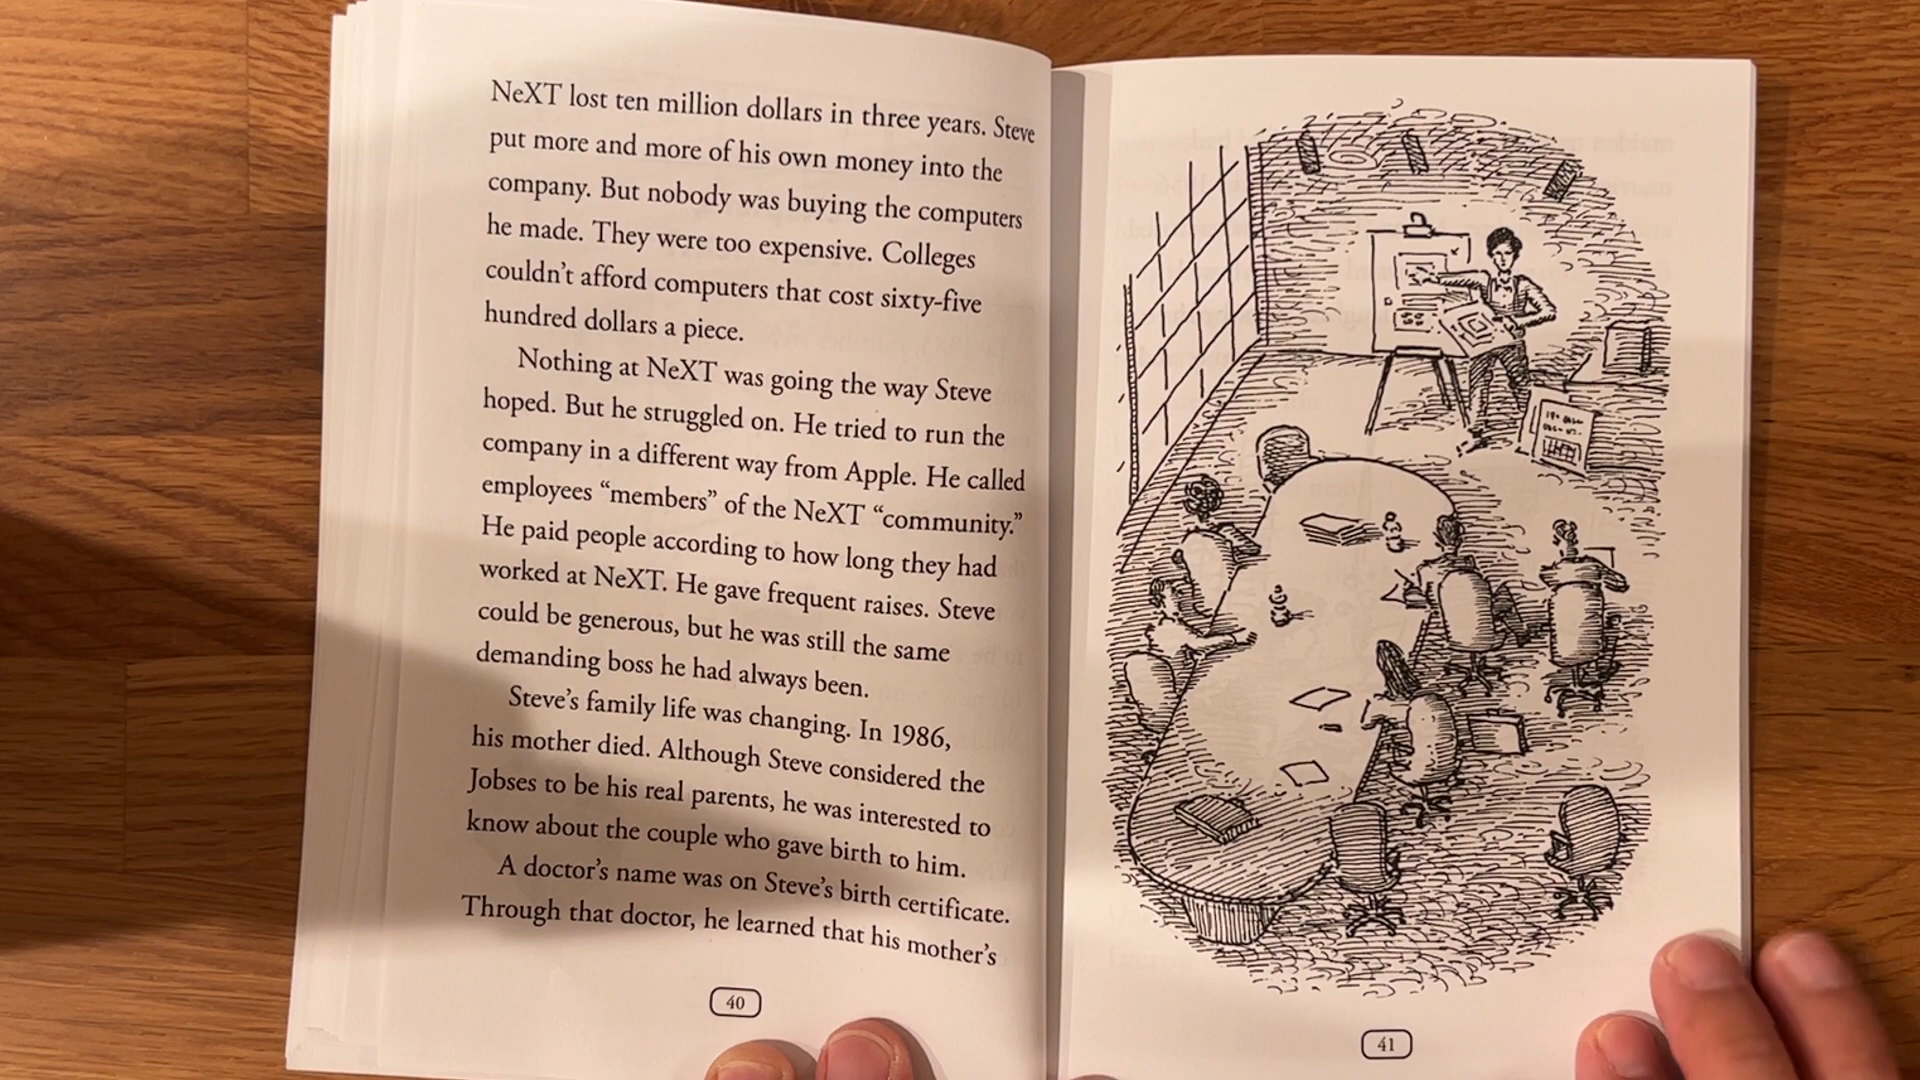 NeXT lost ten million dollars in three years. Steve
put more and more of his own money into the
company. But nobody was buying the computers
he made. They were too expensive. Colleges
couldn’t afford computers that cost sixty-five
hundred dollars a piece.
Nothing at NeXT was going the way Steve
hoped. But he struggled on. He tried to run the
company in a different way from Apple. He called
employees “members” of the NeXT “community.”
He paid people according to how long they had
worked at NeXT. He gave frequent raises. Steve
could be generous, but he was still the same
demanding boss he had always been.
Steve’s family life was changing. In 1986,
his mother died. Although Steve considered the
Jobses to be his real parents, he was interested to
know about the couple who gave birth to him.
A doctor’s name was on Steve’s birth certificate.
Through that doctor, he learned that his mother’s
40
41